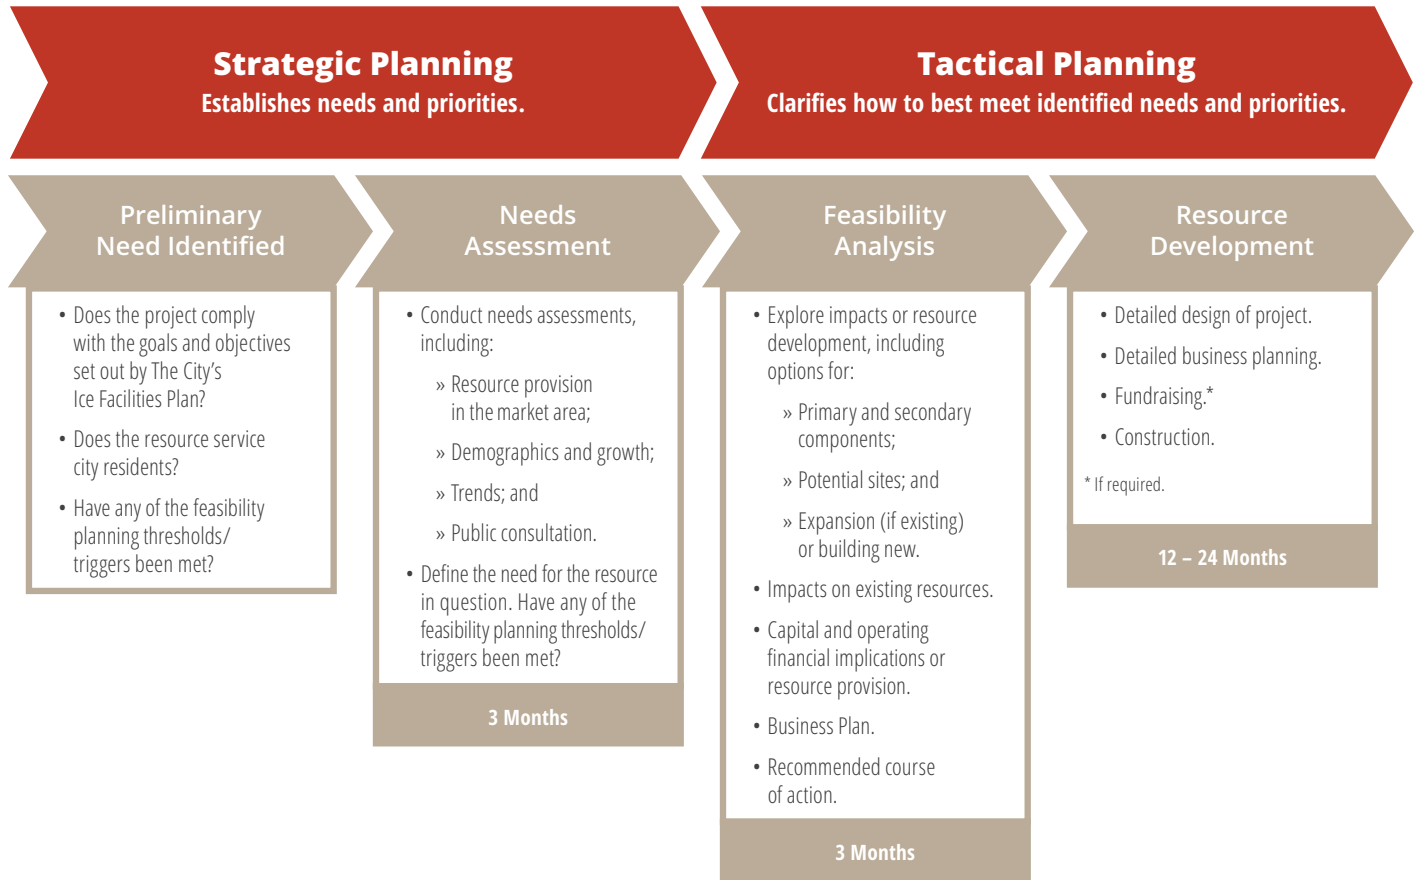 Strategic Planning
Establishes needs and priorities.
Tactical Planning
Clarifies how to best meet identified needs and priorities.
Preliminary
Need Identified
• Does the project comply
with the goals and objectives
set out by The City’s
Ice Facilities Plan?
• Does the resource service
city residents?
• Have any of the feasibility
planning thresholds/
triggers been met?
Needs
Assessment
• Conduct needs assessments,
including:
» Resource provision
in the market area;
» Demographics and growth;
» Trends; and
» Public consultation.
• Define the need for the resource
in question. Have any of the
feasibility planning thresholds/
triggers been met?
3 Months
Feasibility
Analysis
• Explore impacts or resource
development, including
options for:
» Primary and secondary
components;
» Potential sites; and
» Expansion (if existing)
or building new.
• Impacts on existing resources.
• Capital and operating
financial implications or
resource provision.
• Business Plan.
• Recommended course
of action.
3 Months
Resource
Development
• Detailed design of project.
• Detailed business planning.
• Fundraising.*
• Construction.
* If required.
12 – 24 Months